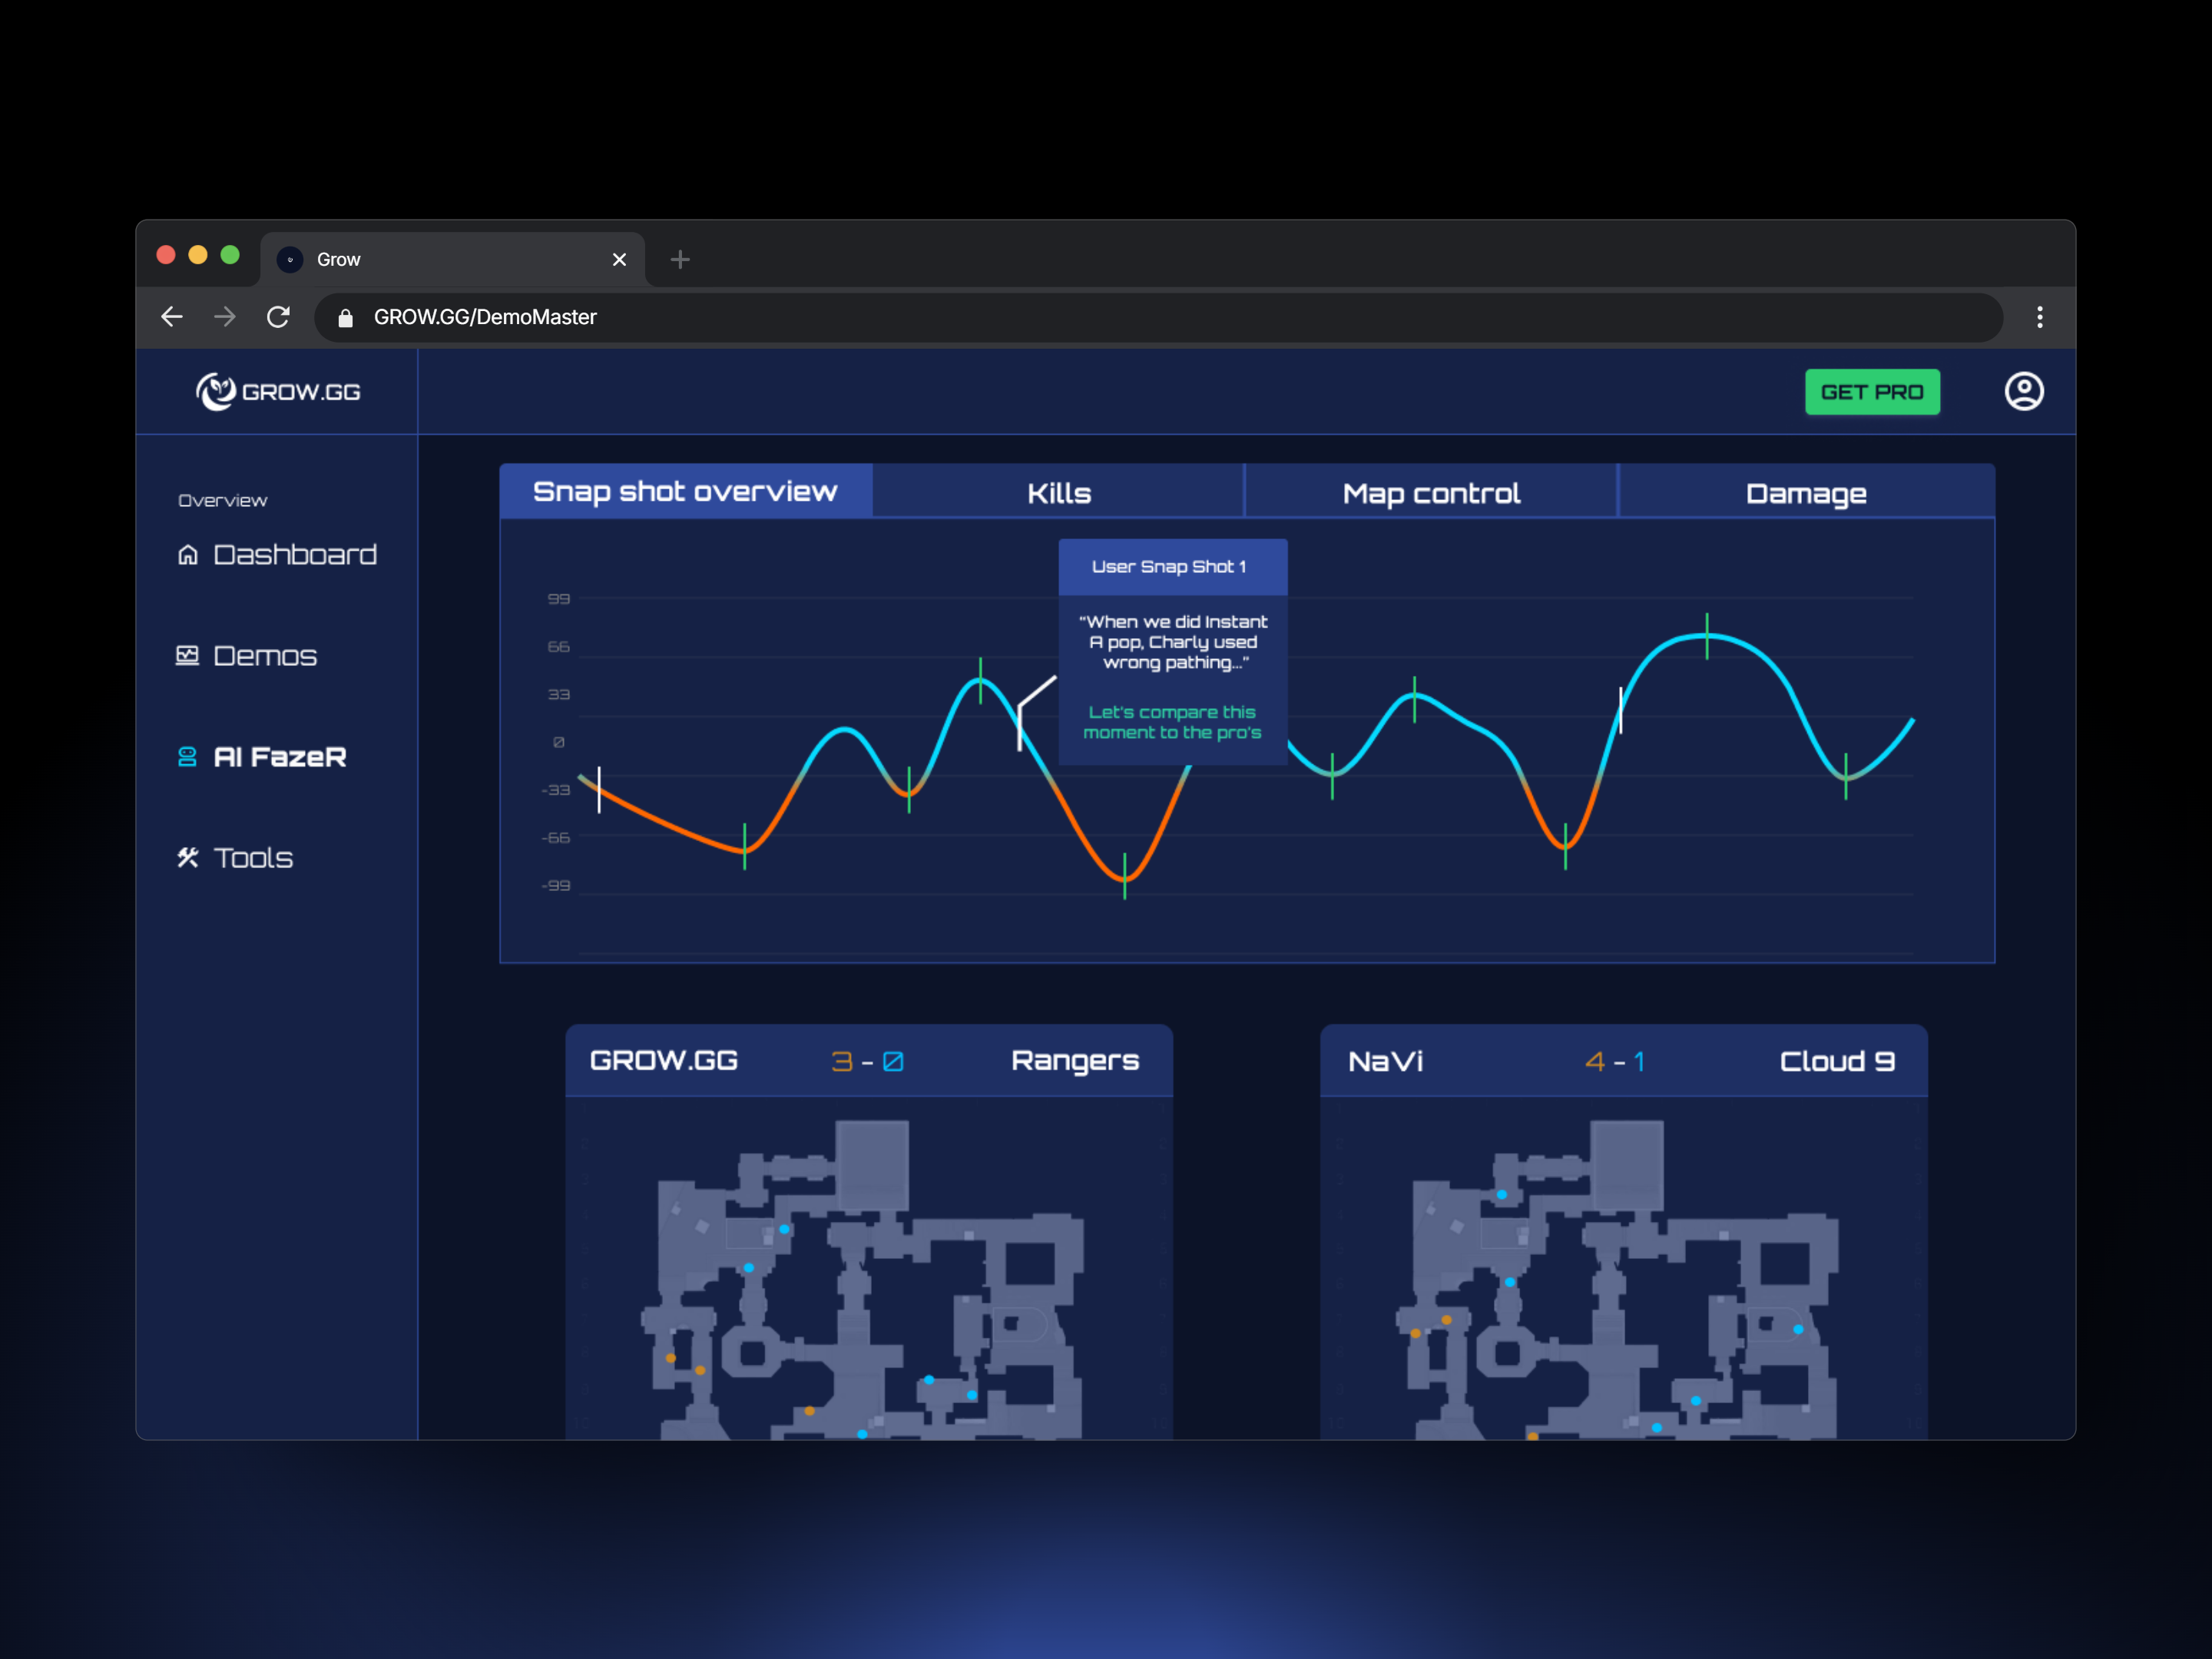 Grow
GROW.GG/DemoMaster
GROW.GG
GET PRO
Overview
Dashboard
Demos
AI FazeR
Tools
Snap shot overview
Kills
Map control
Damage
User Snap Shot 1
“When we did Instant
A pop, Charly used
wrong pathing...”
Let's compare this
moment to the pro's
99
66
33
0
-33
-66
-99
GROW.GG 3 - 0 Rangers
NaVi 4 - 1 Cloud 9